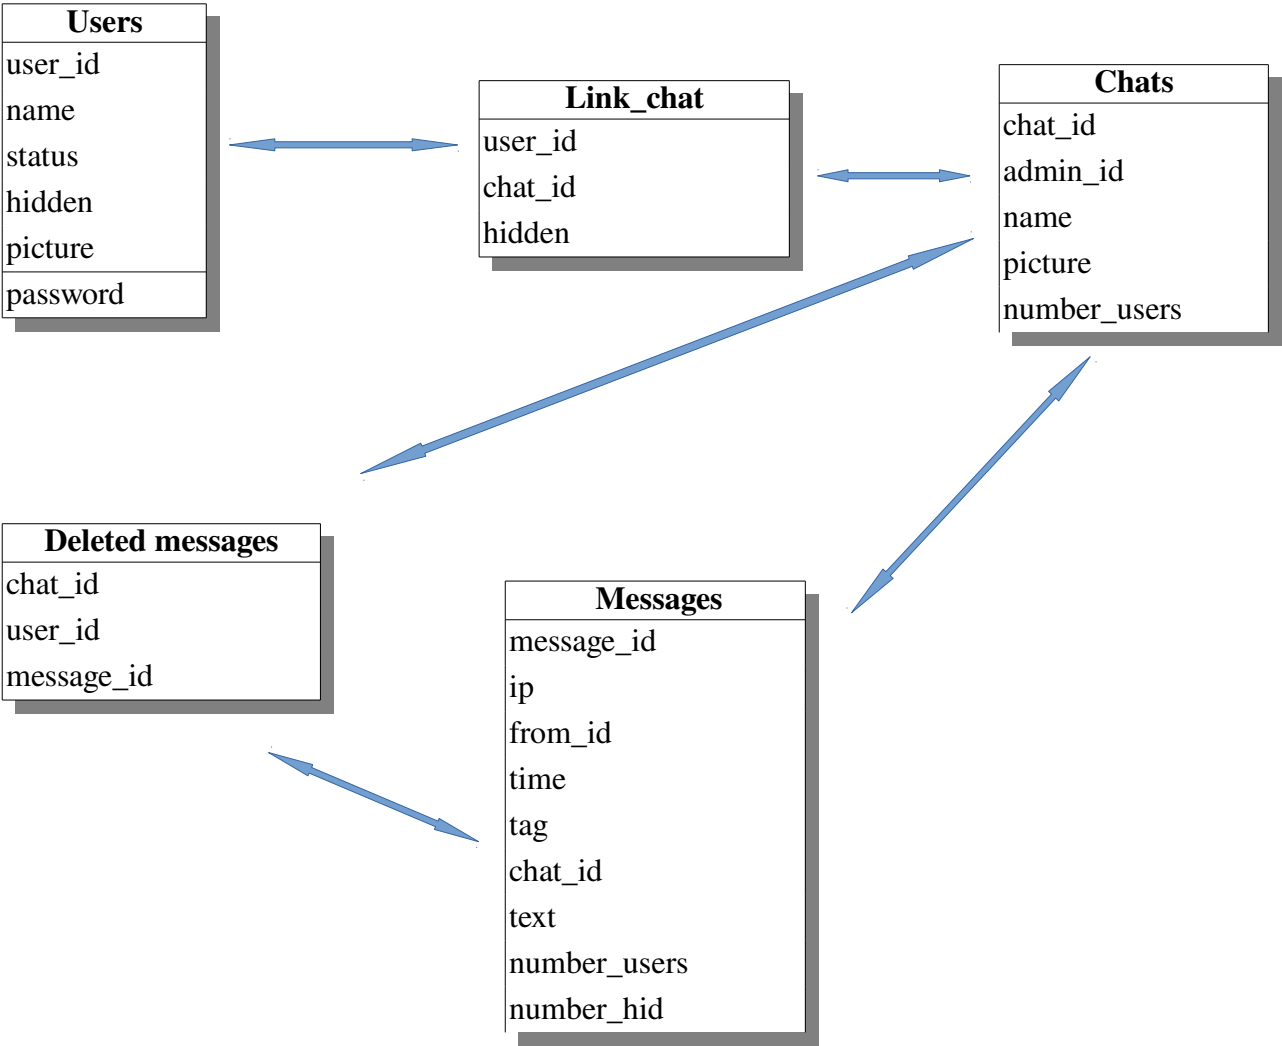 Users
user_id
name
status
hidden
picture
password
Link_chat
user_id
chat_id
hidden
Chats
chat_id
admin_id
name
picture
number_users
Deleted messages
chat_id
user_id
message_id
Messages
message_id
ip
from_id
time
tag
chat_id
text
number_users
number_hid